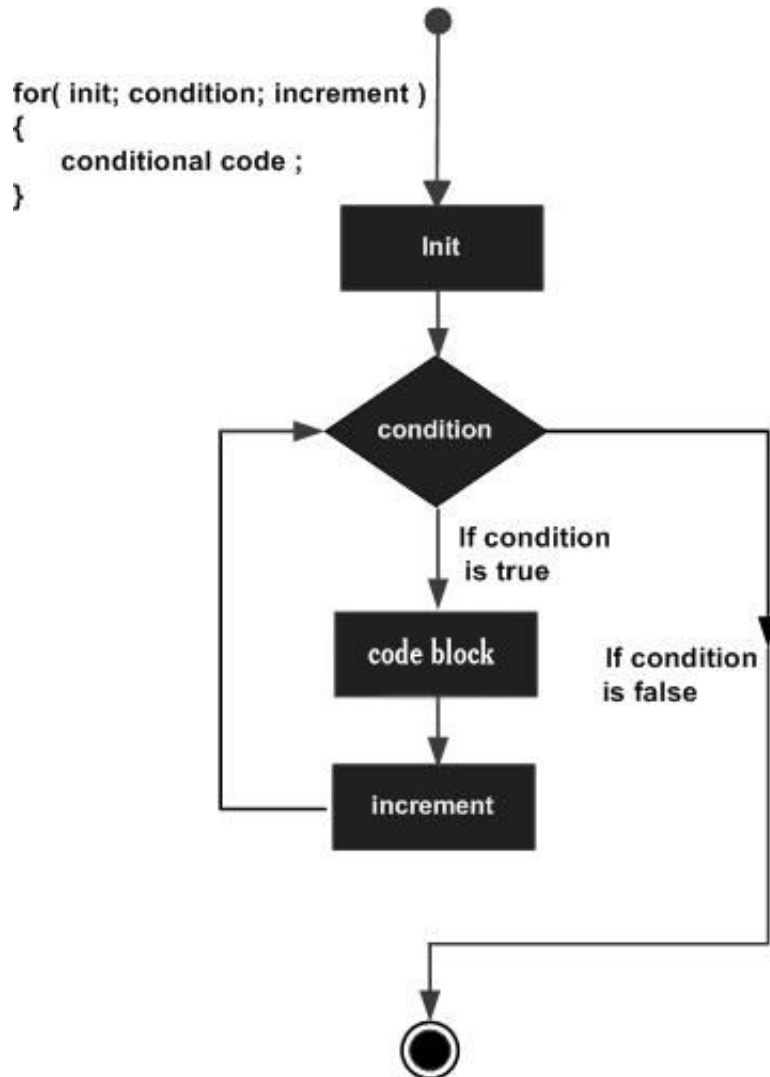 for( init; condition; increment )
{
conditional code ;
}
Init
condition
If condition
is true
code block
If condition
is false
increment